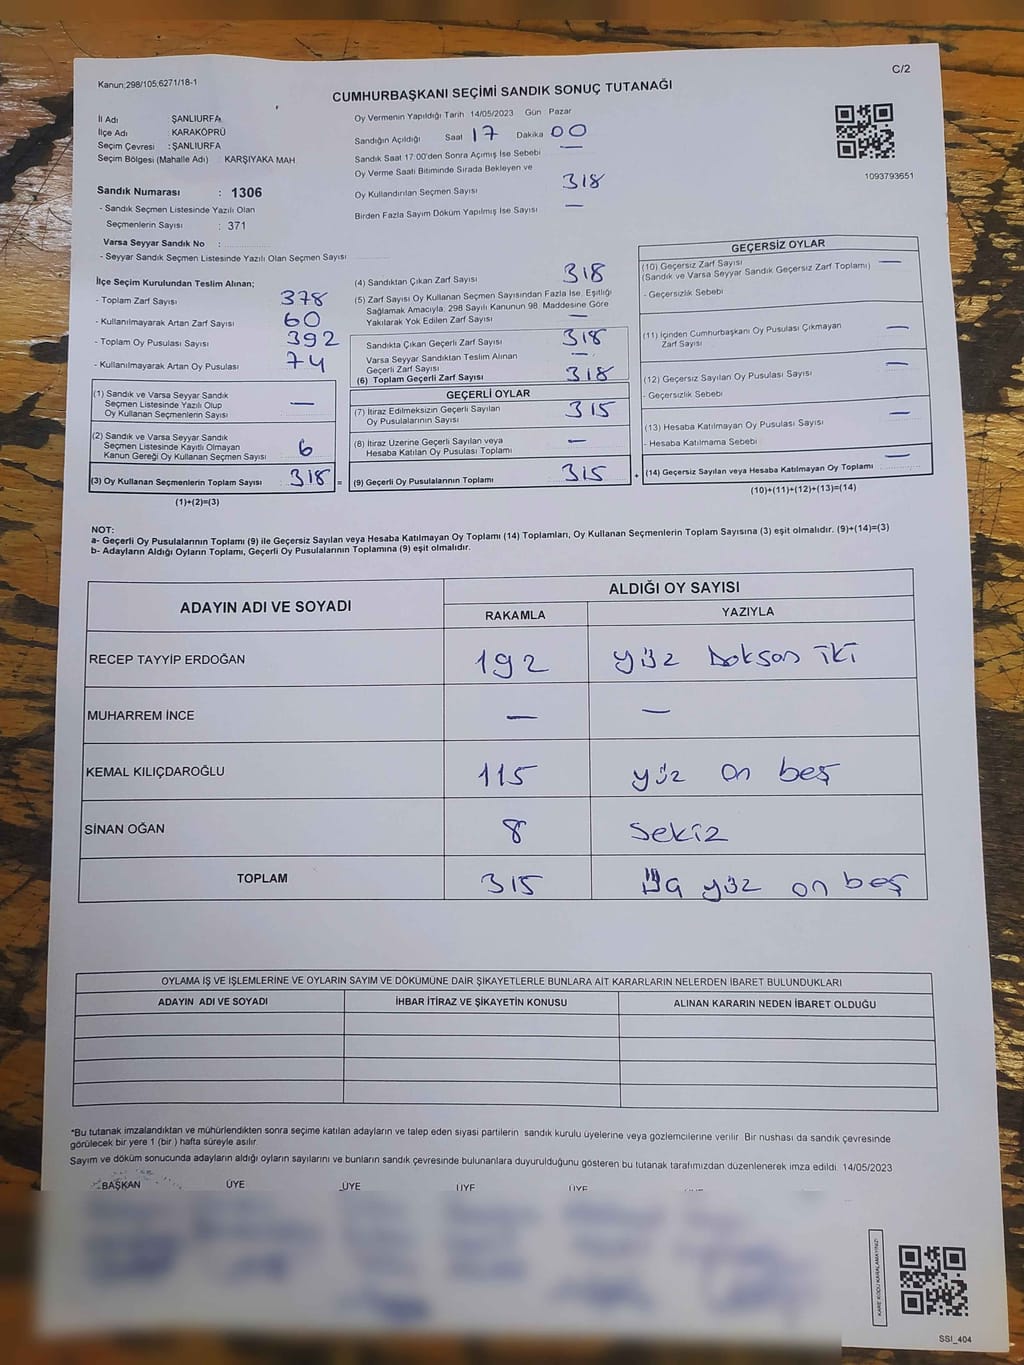 Kanun;298/105;6271/18-1
C/2
CUMHURBAŞKANI SEÇİMİ SANDIK SONUÇ TUTANAĞI
İl Adı : ŞANLIURFA
İlçe Adı : KARAKÖPRÜ
Seçim Çevresi : ŞANLIURFA
Seçim Bölgesi (Mahalle Adı) : KARŞIYAKA MAH.
Sandık Numarası : 1306
- Sandık Seçmen Listesinde Yazılı Olan
Seçmenlerin Sayısı : 371
Varsa Seyyar Sandık No :
- Seyyar Sandık Seçmen Listesinde Yazılı Olan Seçmen Sayısı
Oy Vermenin Yapıldığı Tarih 14/05/2023 Gün Pazar
Sandığın Açıldığı Saat 17 Dakika 00
Sandık Saat 17:00'den Sonra Açımış İse Sebebi —
Oy Verme Saati Bitiminde Sırada Bekleyen ve
Oy Kullandırılan Seçmen Sayısı 318
Birden Fazla Sayım Döküm Yapılmış İse Sayısı —
1093793651
İlçe Seçim Kurulundan Teslim Alınan;
- Toplam Zarf Sayısı 378
- Kullanılmayarak Artan Zarf Sayısı 60
- Toplam Oy Pusulası Sayısı 392
- Kullanılmayarak Artan Oy Pusulası 74
(1) Sandık ve Varsa Seyyar Sandık
Seçmen Listesinde Yazılı Olup
Oy Kullanan Seçmenlerin Sayısı —
(2) Sandık ve Varsa Seyyar Sandık
Seçmen Listesinde Kayıtlı Olmayan
Kanun Gereği Oy Kullanan Seçmen Sayısı 6
(3) Oy Kullanan Seçmenlerin Toplam Sayısı 318 =
(1)+(2)=(3)
(4) Sandıktan Çıkan Zarf Sayısı 318
(5) Zarf Sayısı Oy Kullanan Seçmen Sayısından Fazla İse, Eşitliği
Sağlamak Amacıyla, 298 Sayılı Kanunun 98. Maddesine Göre
Yakılarak Yok Edilen Zarf Sayısı —
Sandıkta Çıkan Geçerli Zarf Sayısı 318
Varsa Seyyar Sandıktan Teslim Alınan
Geçerli Zarf Sayısı —
(6) Toplam Geçerli Zarf Sayısı 318
GEÇERLİ OYLAR
(7) İtiraz Edilmeksizin Geçerli Sayılan
Oy Pusulalarının Sayısı 315
(8) İtiraz Üzerine Geçerli Sayılan veya
Hesaba Katılan Oy Pusulası Toplamı —
(9) Geçerli Oy Pusulalarının Toplamı 315 +
GEÇERSİZ OYLAR
(10) Geçersiz Zarf Sayısı —
(Sandık ve Varsa Seyyar Sandık Geçersiz Zarf Toplamı)
- Geçersizlik Sebebi
(11) İçinden Cumhurbaşkanı Oy Pusulası Çıkmayan
Zarf Sayısı —
(12) Geçersiz Sayılan Oy Pusulası Sayısı —
- Geçersizlik Sebebi
(13) Hesaba Katılmayan Oy Pusulası Sayısı —
- Hesaba Katılmama Sebebi
(14) Geçersiz Sayılan veya Hesaba Katılmayan Oy Toplamı —
(10)+(11)+(12)+(13)=(14)
NOT:
a- Geçerli Oy Pusulalarının Toplamı (9) ile Geçersiz Sayılan veya Hesaba Katılmayan Oy Toplamı (14) Toplamları, Oy Kullanan Seçmenlerin Toplam Sayısına (3) eşit olmalıdır. (9)+(14)=(3)
b- Adayların Aldığı Oyların Toplamı, Geçerli Oy Pusulalarının Toplamına (9) eşit olmalıdır.
ADAYIN ADI VE SOYADI
ALDIĞI OY SAYISI
RAKAMLA YAZIYLA
RECEP TAYYİP ERDOĞAN 192 yüz Doksan iki
MUHARREM İNCE — —
KEMAL KILIÇDAROĞLU 115 yüz on beş
SİNAN OĞAN 8 Sekiz
TOPLAM 315 yüz on beş
OYLAMA İŞ VE İŞLEMLERİNE VE OYLARIN SAYIM VE DÖKÜMÜNE DAİR ŞİKAYETLERLE BUNLARA AİT KARARLARIN NELERDEN İBARET BULUNDUKLARI
ADAYIN ADI VE SOYADI İHBAR İTİRAZ VE ŞİKAYETİN KONUSU ALINAN KARARIN NEDEN İBARET OLDUĞU
*Bu tutanak imzalandıktan ve mühürlendikten sonra seçime katılan adayların ve talep eden siyasi partilerin sandık kurulu üyelerine veya gözlemcilerine verilir. Bir nüshası da sandık çevresinde
görülecek bir yere 1 (bir ) hafta süreyle asılır.
Sayım ve döküm sonucunda adayların aldığı oyların sayılarını ve bunların sandık çevresinde bulunanlara duyurulduğunu gösteren bu tutanak tarafımızdan düzenlenerek imza edildi. 14/05/2023
BAŞKAN ÜYE ÜYE ÜYE ÜYE
KARE KODU KARALAMAYINIZ!
SSİ_404